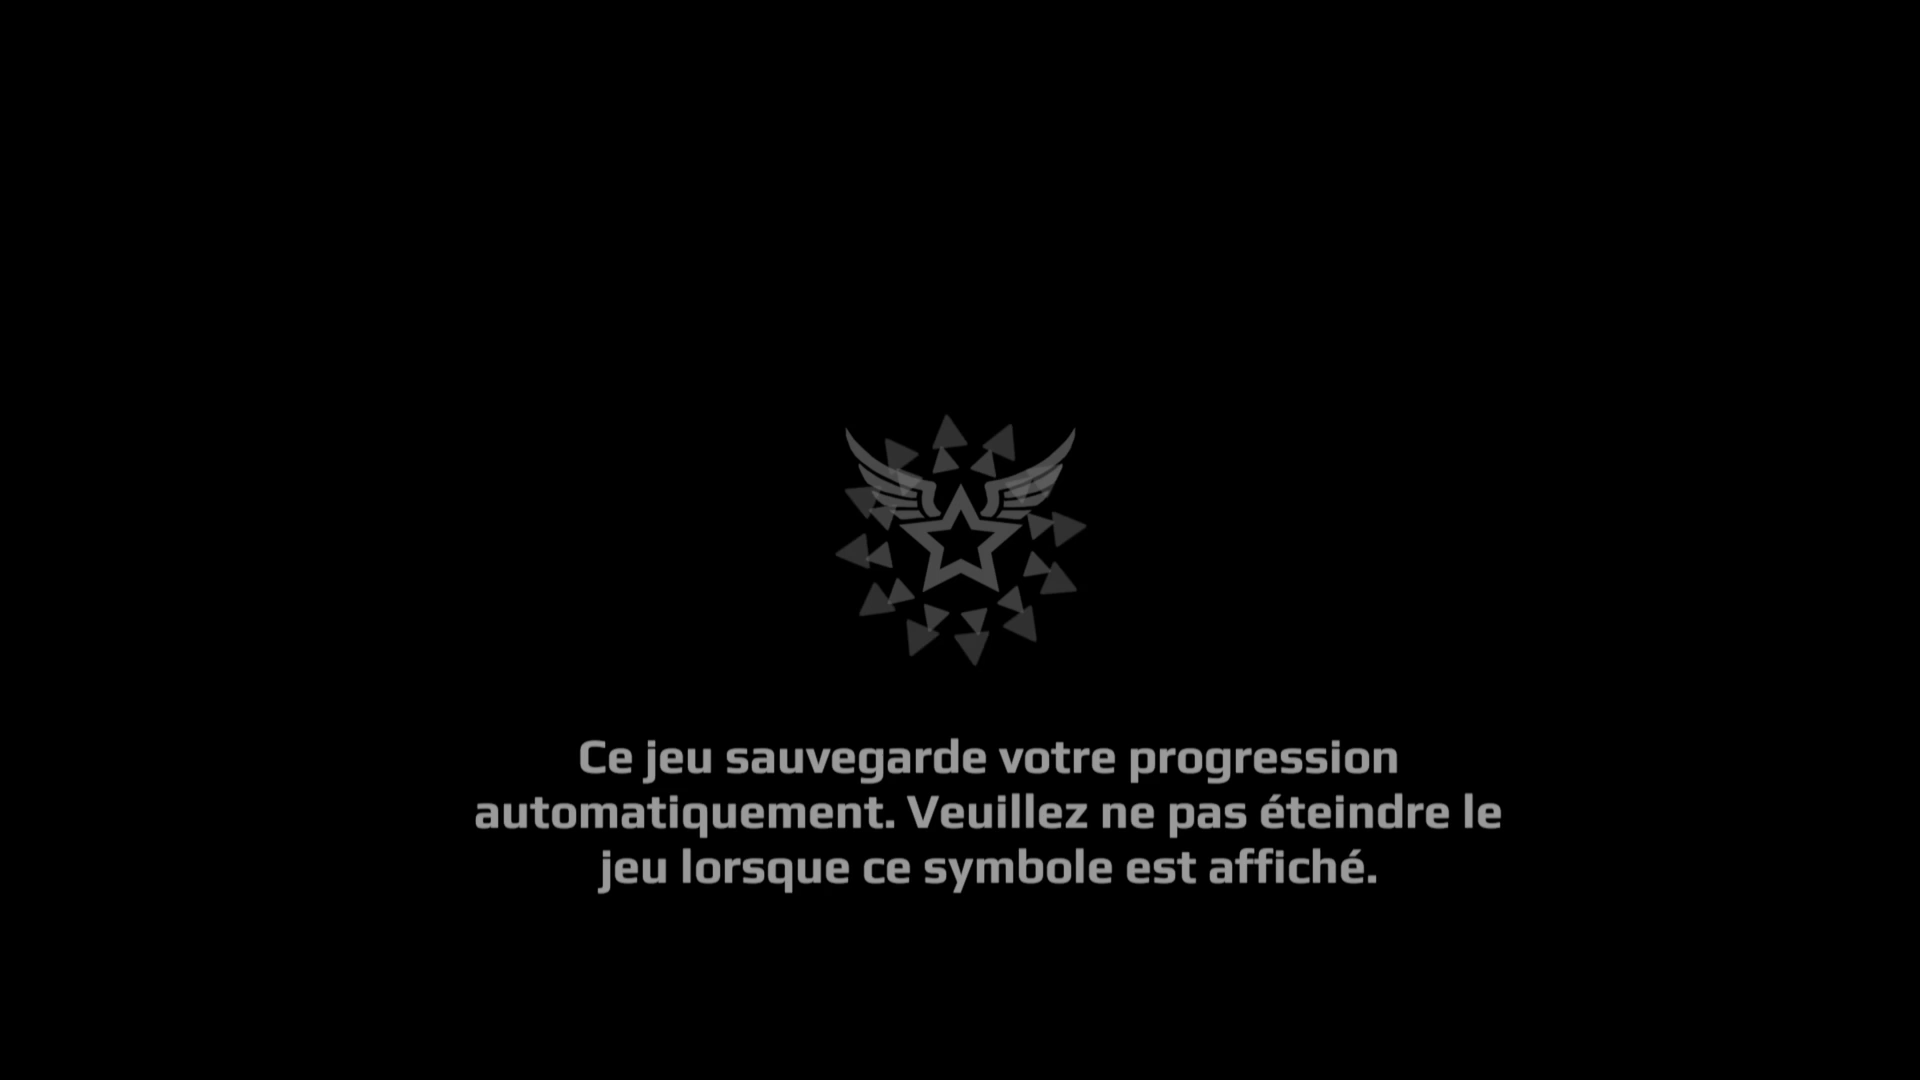 Ce jeu sauvegarde votre progression
automatiquement. Veuillez ne pas éteindre le
jeu lorsque ce symbole est affiché.